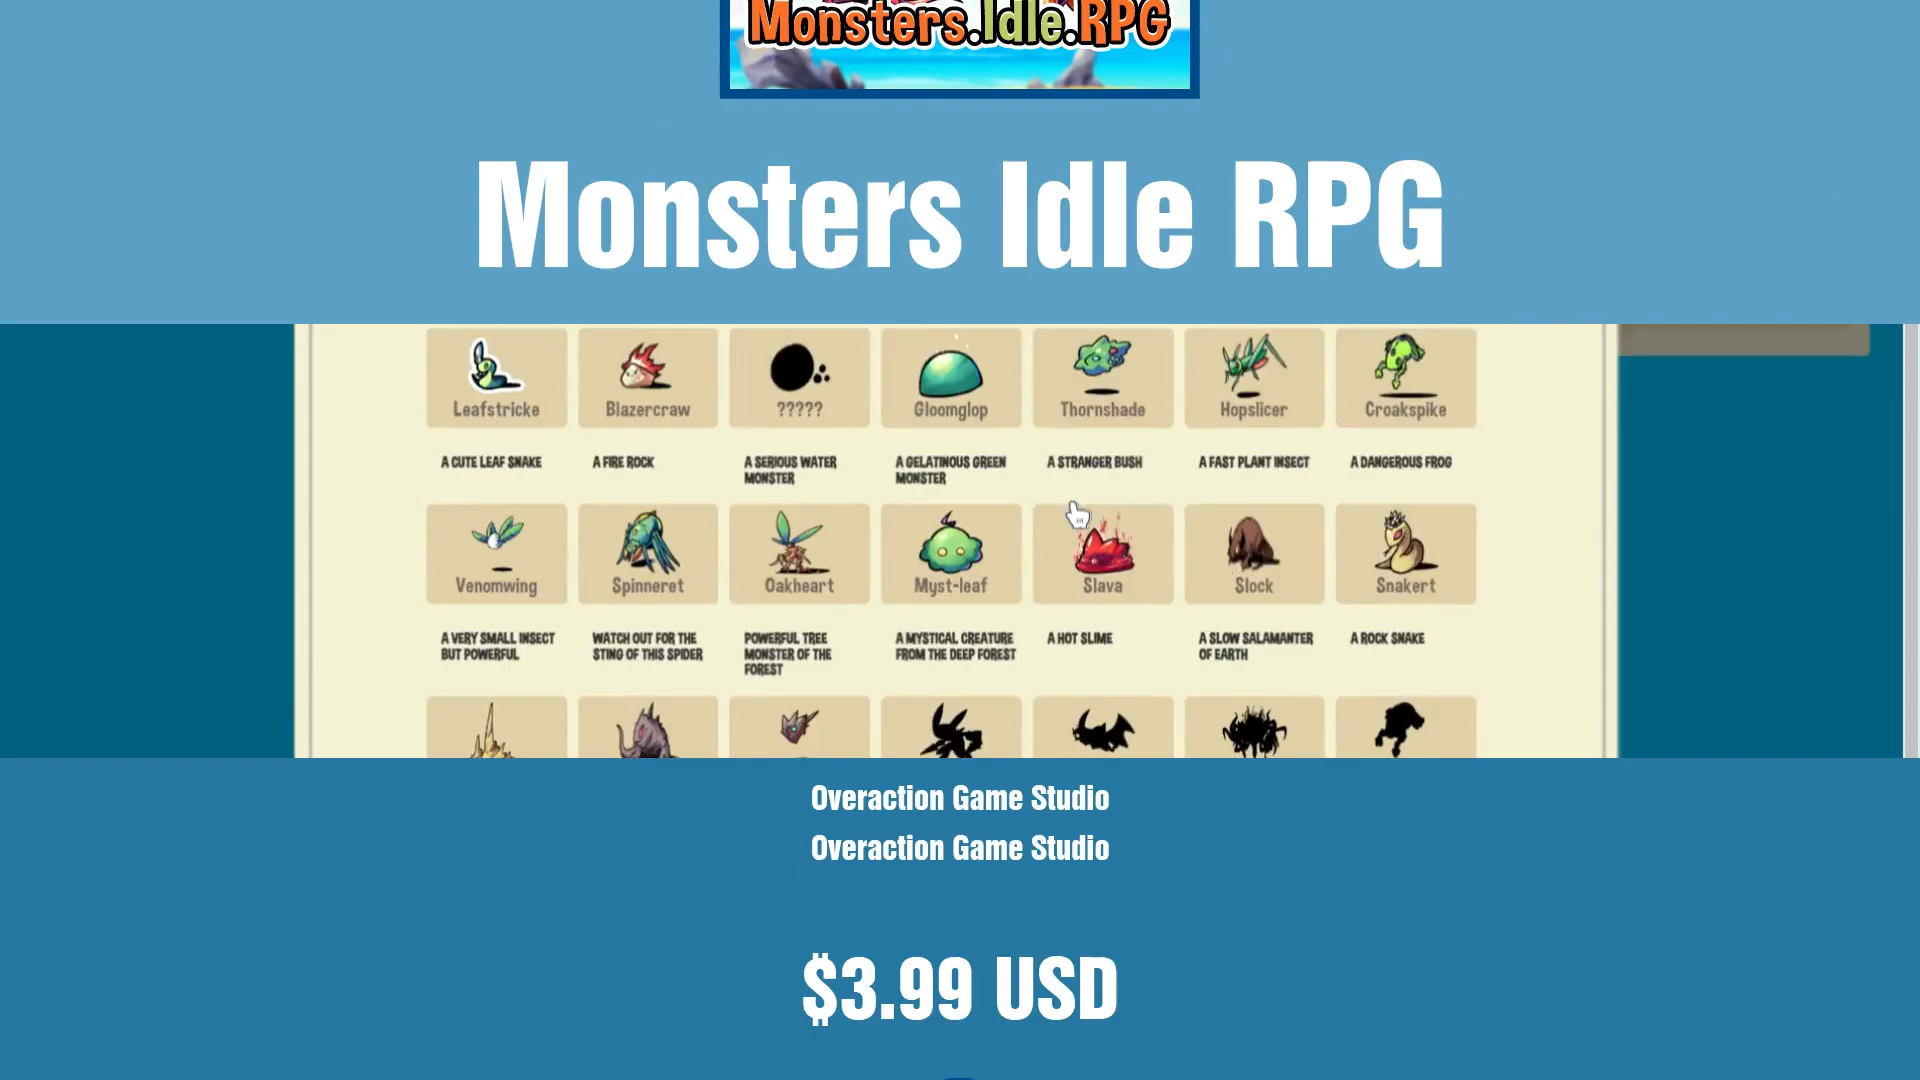 Monsters.Idle.RPG
Monsters Idle RPG
Leafstricke Blazercraw ????? Gloomglop Thornshade Hopslicer Croakspike
A CUTE LEAF SNAKE A FIRE ROCK A SERIOUS WATER A GELATINOUS GREEN A STRANGER BUSH A FAST PLANT INSECT A DANGEROUS FROG
MONSTER MONSTER
Venomwing Spinneret Oakheart Myst-leaf Slava Slock Snakert
A VERY SMALL INSECT WATCH OUT FOR THE POWERFUL TREE A MYSTICAL CREATURE A HOT SLIME A SLOW SALAMANTER A ROCK SNAKE
BUT POWERFUL STING OF THIS SPIDER MONSTER OF THE FROM THE DEEP FOREST OF EARTH
FOREST
Overaction Game Studio
Overaction Game Studio
$3.99 USD